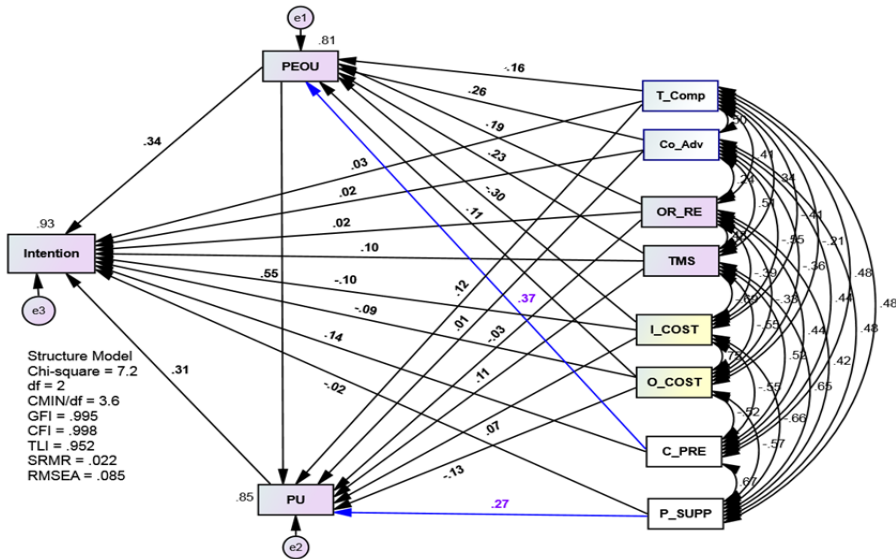 e1
.81
PEOU
-.16
T_Comp
.26
.50
Co_Adv
.19
.41
.34
.34
.23
.03
.24
.51
-.41
.93
.02
-.30
OR_RE
-.55
-.21
.02
.11
Intention
.10
TMS
-.39
-.36
.48
.55
-.10
.12
.37
-.38
.44
.48
.48
e3
-.09
.01
I_COST
-.55
.44
.14
-.03
.52
.42
Structure Model
.31
-.02
.11
O_COST
-.55
.65
Chi-square = 7.2
df = 2
.07
-.52
-.66
CMIN/df = 3.6
C_PRE
-.57
GFI = .995
-.13
CFI = .998
.67
TLI = .952
.85
PU
.27
P_SUPP
SRMR = .022
RMSEA = .085
e2